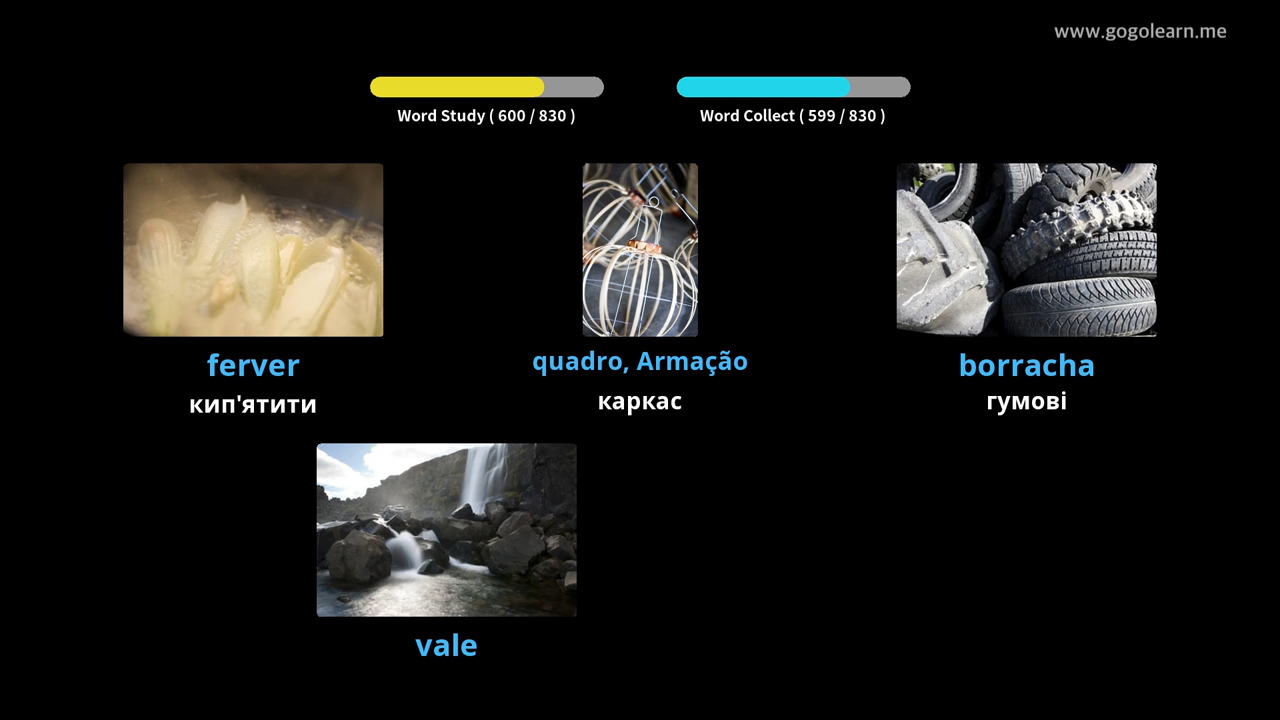 www.gogolearn.me
Word Study ( 600 / 830 )
Word Collect ( 599 / 830 )
ferver
кип'ятити
quadro, Armação
каркас
borracha
гумові
vale